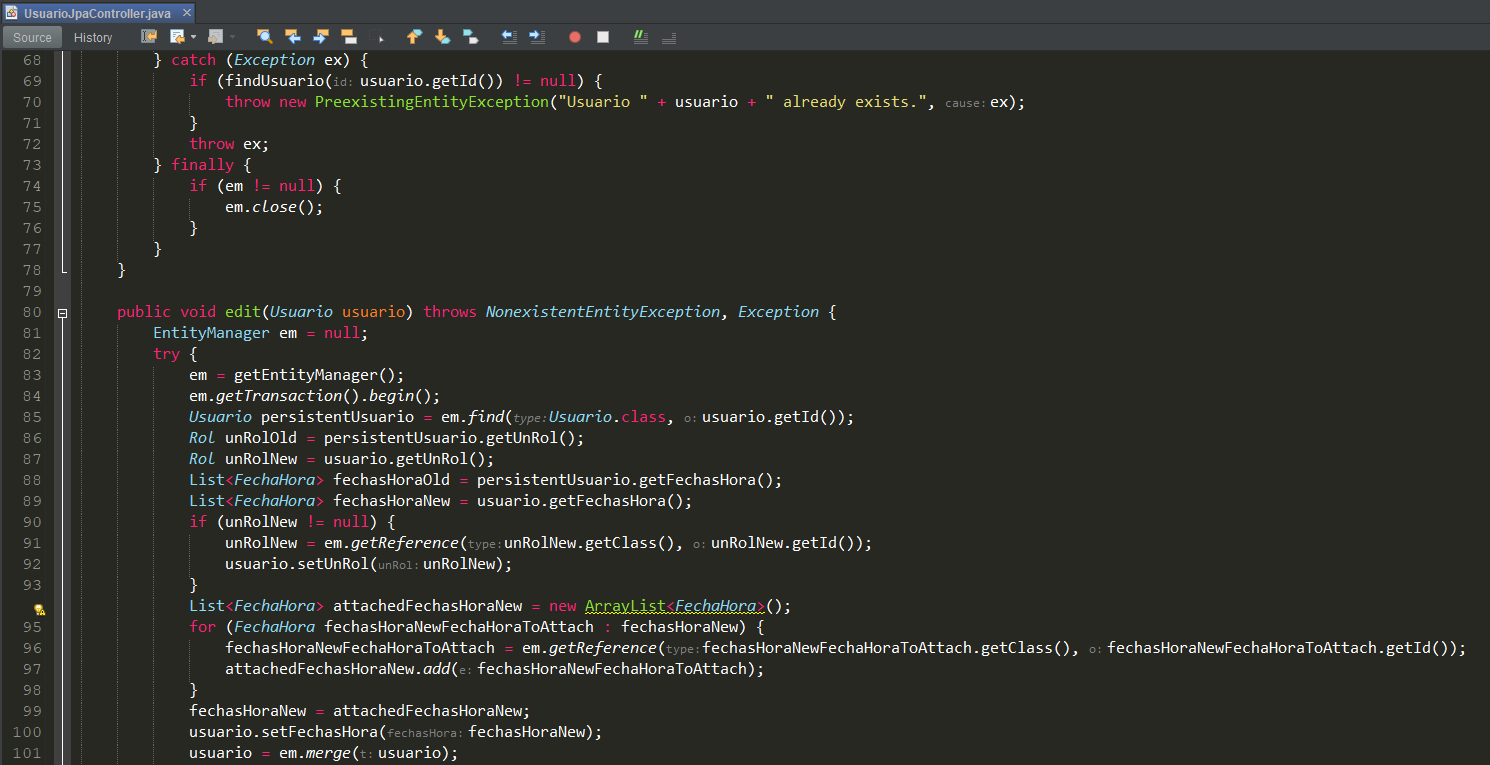 UsuarioJpaController.java
Source History
68 } catch (Exception ex) {
69 if (findUsuario(id: usuario.getId()) != null) {
70 throw new PreexistingEntityException("Usuario " + usuario + " already exists.", cause: ex);
71 }
72 throw ex;
73 } finally {
74 if (em != null) {
75 em.close();
76 }
77 }
78 }
79
80 public void edit(Usuario usuario) throws NonexistentEntityException, Exception {
81 EntityManager em = null;
82 try {
83 em = getEntityManager();
84 em.getTransaction().begin();
85 Usuario persistentUsuario = em.find(type:Usuario.class, o: usuario.getId());
86 Rol unRolOld = persistentUsuario.getUnRol();
87 Rol unRolNew = usuario.getUnRol();
88 List<FechaHora> fechasHoraOld = persistentUsuario.getFechasHora();
89 List<FechaHora> fechasHoraNew = usuario.getFechasHora();
90 if (unRolNew != null) {
91 unRolNew = em.getReference(type:unRolNew.getClass(), o: unRolNew.getId());
92 usuario.setUnRol(unRol: unRolNew);
93 }
List<FechaHora> attachedFechasHoraNew = new ArrayList<FechaHora>();
95 for (FechaHora fechasHoraNewFechaHoraToAttach : fechasHoraNew) {
96 fechasHoraNewFechaHoraToAttach = em.getReference(type:fechasHoraNewFechaHoraToAttach.getClass(), o: fechasHoraNewFechaHoraToAttach.getId());
97 attachedFechasHoraNew.add(e: fechasHoraNewFechaHoraToAttach);
98 }
99 fechasHoraNew = attachedFechasHoraNew;
100 usuario.setFechasHora(fechasHora: fechasHoraNew);
101 usuario = em.merge(t: usuario);